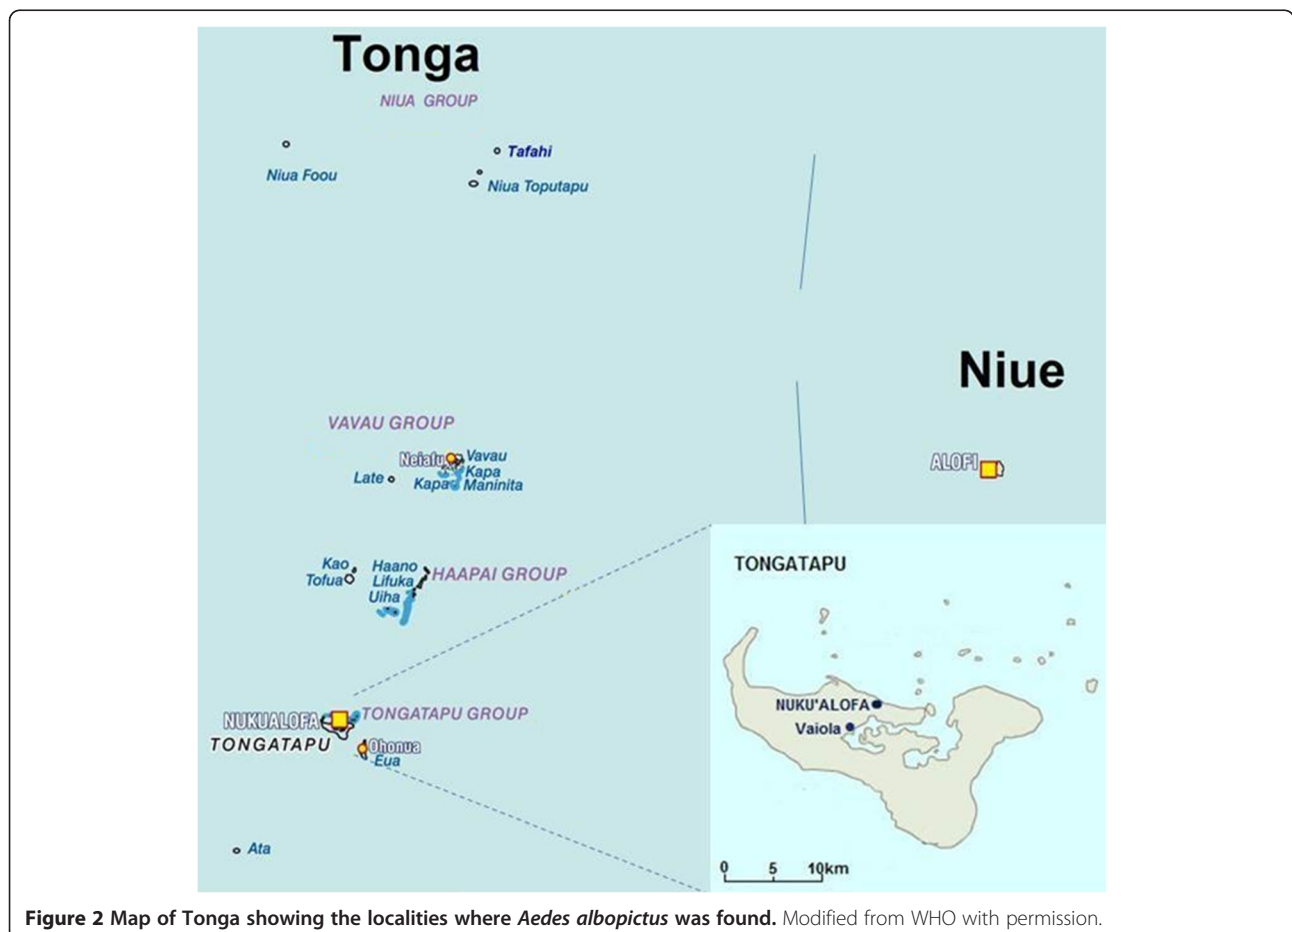 Tonga
NIUA GROUP
Tafahi
Niua Foou
Niua Toputapu
Niue
VAVAU GROUP
Neiafu
Vavau
Kapa
Late
Kapa
Maninita
ALOFI
Kao
Haano
Tofua
Lifuka
HAAPAI GROUP
Uiha
TONGATAPU
NUKUALOFA
TONGATAPU GROUP
TONGATAPU
Ohonua
Eua
NUKU'ALOFA
Vaiola
Ata
0 5 10km
Figure 2 Map of Tonga showing the localities where Aedes albopictus was found. Modified from WHO with permission.